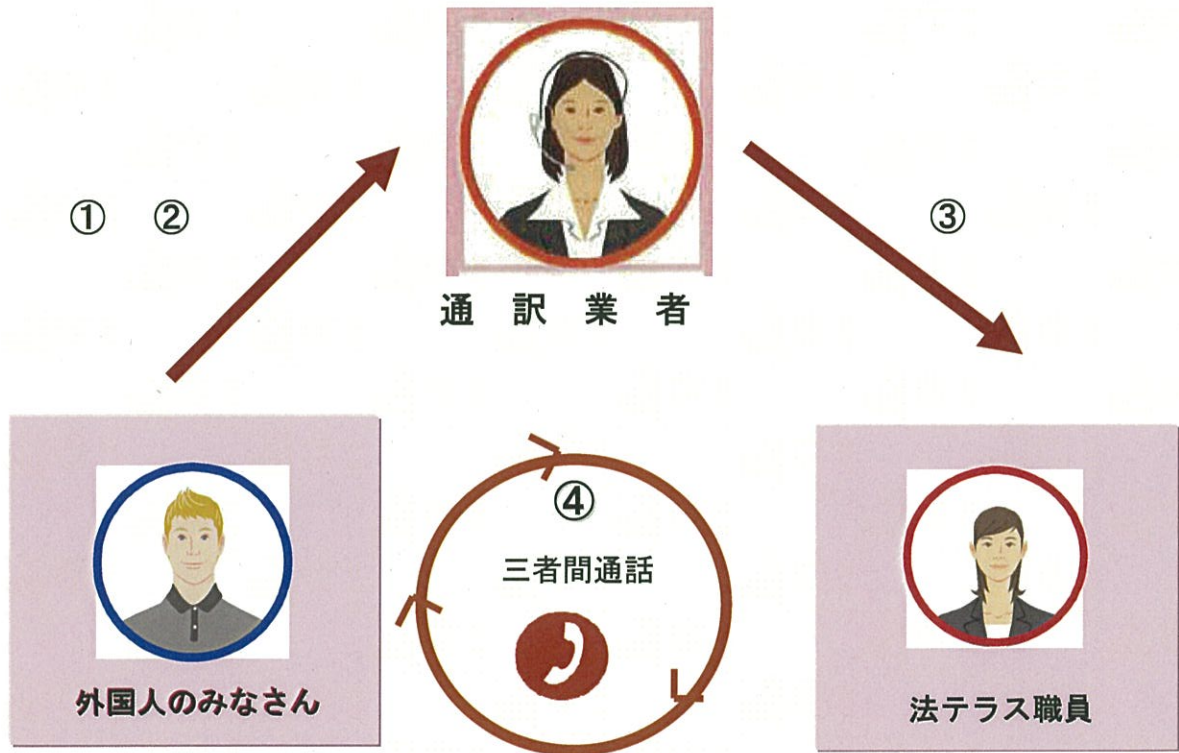 ① ②
通訳業者
③
④
三者間通話
外国人のみなさん
法テラス職員